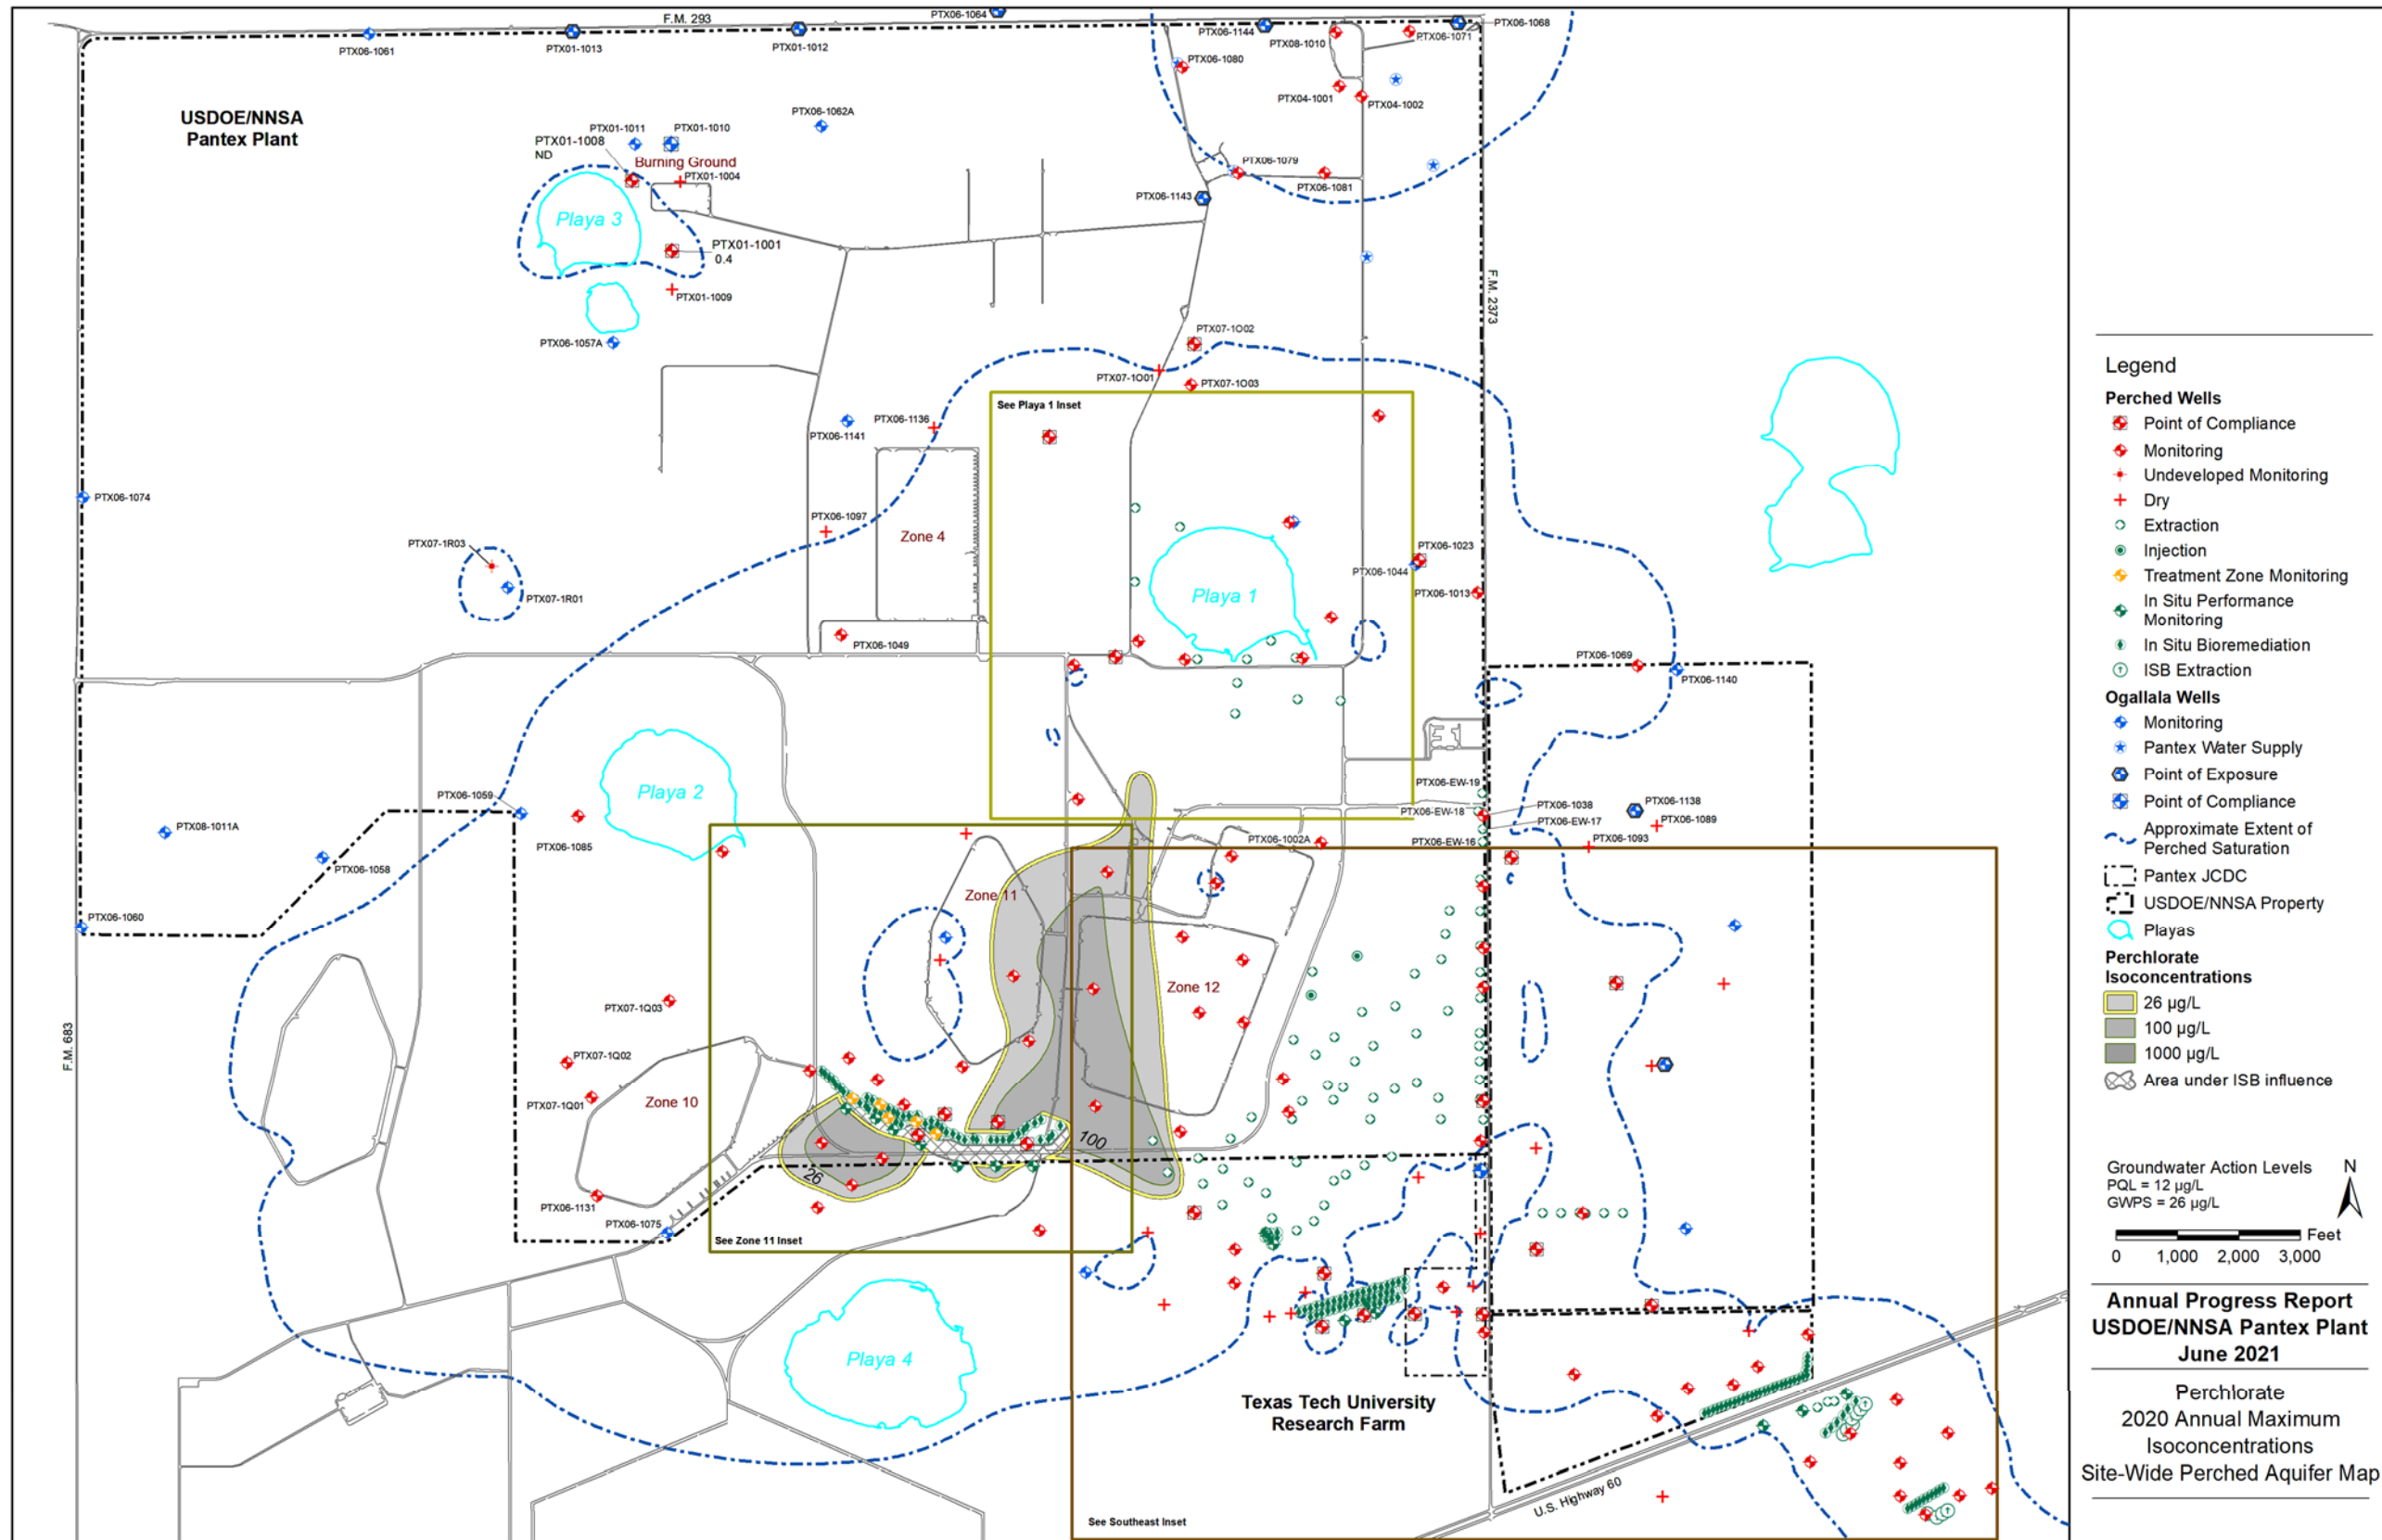 F.M. 293
PTX06-1064
PTX06-1061
PTX01-1013
PTX01-1012
PTX06-1144
PTX08-1010
PTX06-1071
PTX06-1068
PTX06-1080
PTX04-1001
PTX04-1002
USDOE/NNSA
Pantex Plant
PTX06-1062A
PTX01-1011
PTX01-1010
PTX01-1008
ND
Burning Ground
PTX01-1004
PTX06-1079
PTX06-1081
PTX06-1143
Playa 3
PTX01-1001
0.4
PTX01-1009
PTX06-1057A
F.M. 2373
PTX07-1O02
PTX07-1O01
PTX07-1O03
See Playa 1 Inset
PTX06-1136
PTX06-1141
PTX06-1074
PTX06-1097
Zone 4
PTX07-1R03
PTX07-1R01
PTX06-1023
PTX06-1044
PTX06-1013
Playa 1
PTX06-1049
PTX06-1069
PTX06-1140
Playa 2
PTX06-1059
PTX06-EW-19
PTX06-EW-18
PTX06-1038
PTX06-EW-17
PTX06-EW-16
PTX06-1138
PTX06-1089
PTX06-1093
PTX08-1011A
PTX06-1085
PTX06-1058
PTX06-1002A
PTX06-1060
Zone 11
Zone 12
PTX07-1Q03
F.M. 683
PTX07-1Q02
PTX07-1Q01
Zone 10
100
26
PTX06-1131
PTX06-1075
See Zone 11 Inset
Playa 4
Texas Tech University
Research Farm
U.S. Highway 60
See Southeast Inset
Legend
Perched Wells
Point of Compliance
Monitoring
Undeveloped Monitoring
Dry
Extraction
Injection
Treatment Zone Monitoring
In Situ Performance
Monitoring
In Situ Bioremediation
ISB Extraction
Ogallala Wells
Monitoring
Pantex Water Supply
Point of Exposure
Point of Compliance
Approximate Extent of
Perched Saturation
Pantex JCDC
USDOE/NNSA Property
Playas
Perchlorate
Isoconcentrations
26 µg/L
100 µg/L
1000 µg/L
Area under ISB influence
Groundwater Action Levels
PQL = 12 µg/L
GWPS = 26 µg/L
N
Feet
0 1,000 2,000 3,000
Annual Progress Report
USDOE/NNSA Pantex Plant
June 2021
Perchlorate
2020 Annual Maximum
Isoconcentrations
Site-Wide Perched Aquifer Map